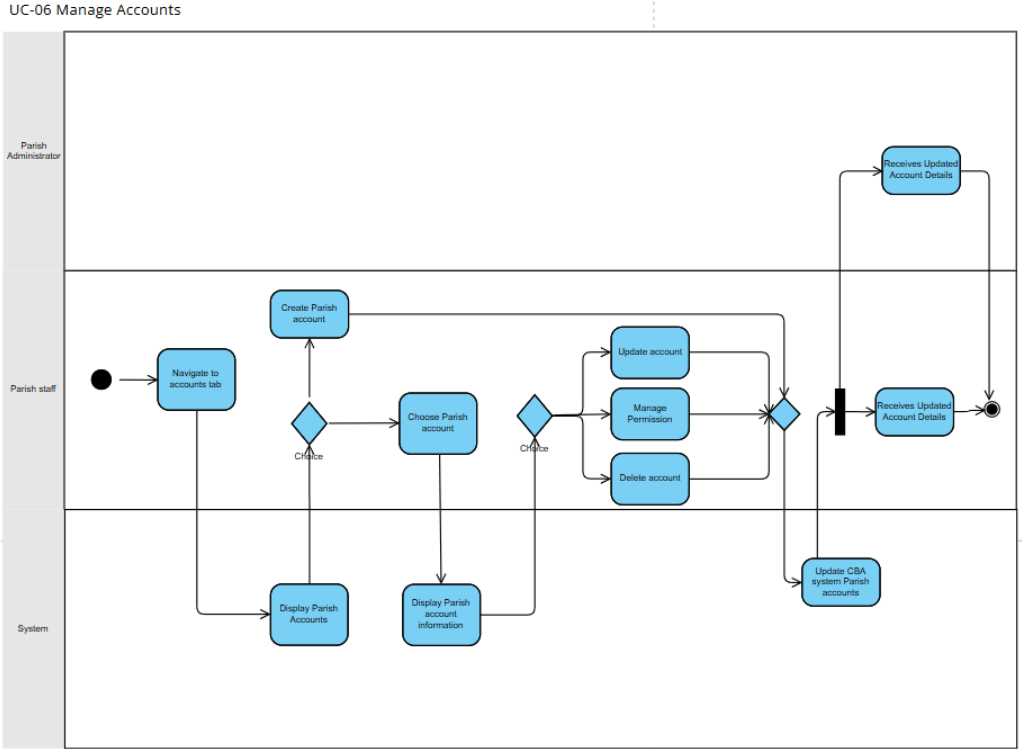 UC-06 Manage Accounts
Parish
Administrator
Receives Updated
Account Details
Parish staff
Navigate to
accounts tab
Create Parish
account
Choice
Choose Parish
account
Choice
Update account
Manage
Permission
Delete account
Receives Updated
Account Details
System
Display Parish
Accounts
Display Parish
account
information
Update CBA
system Parish
accounts